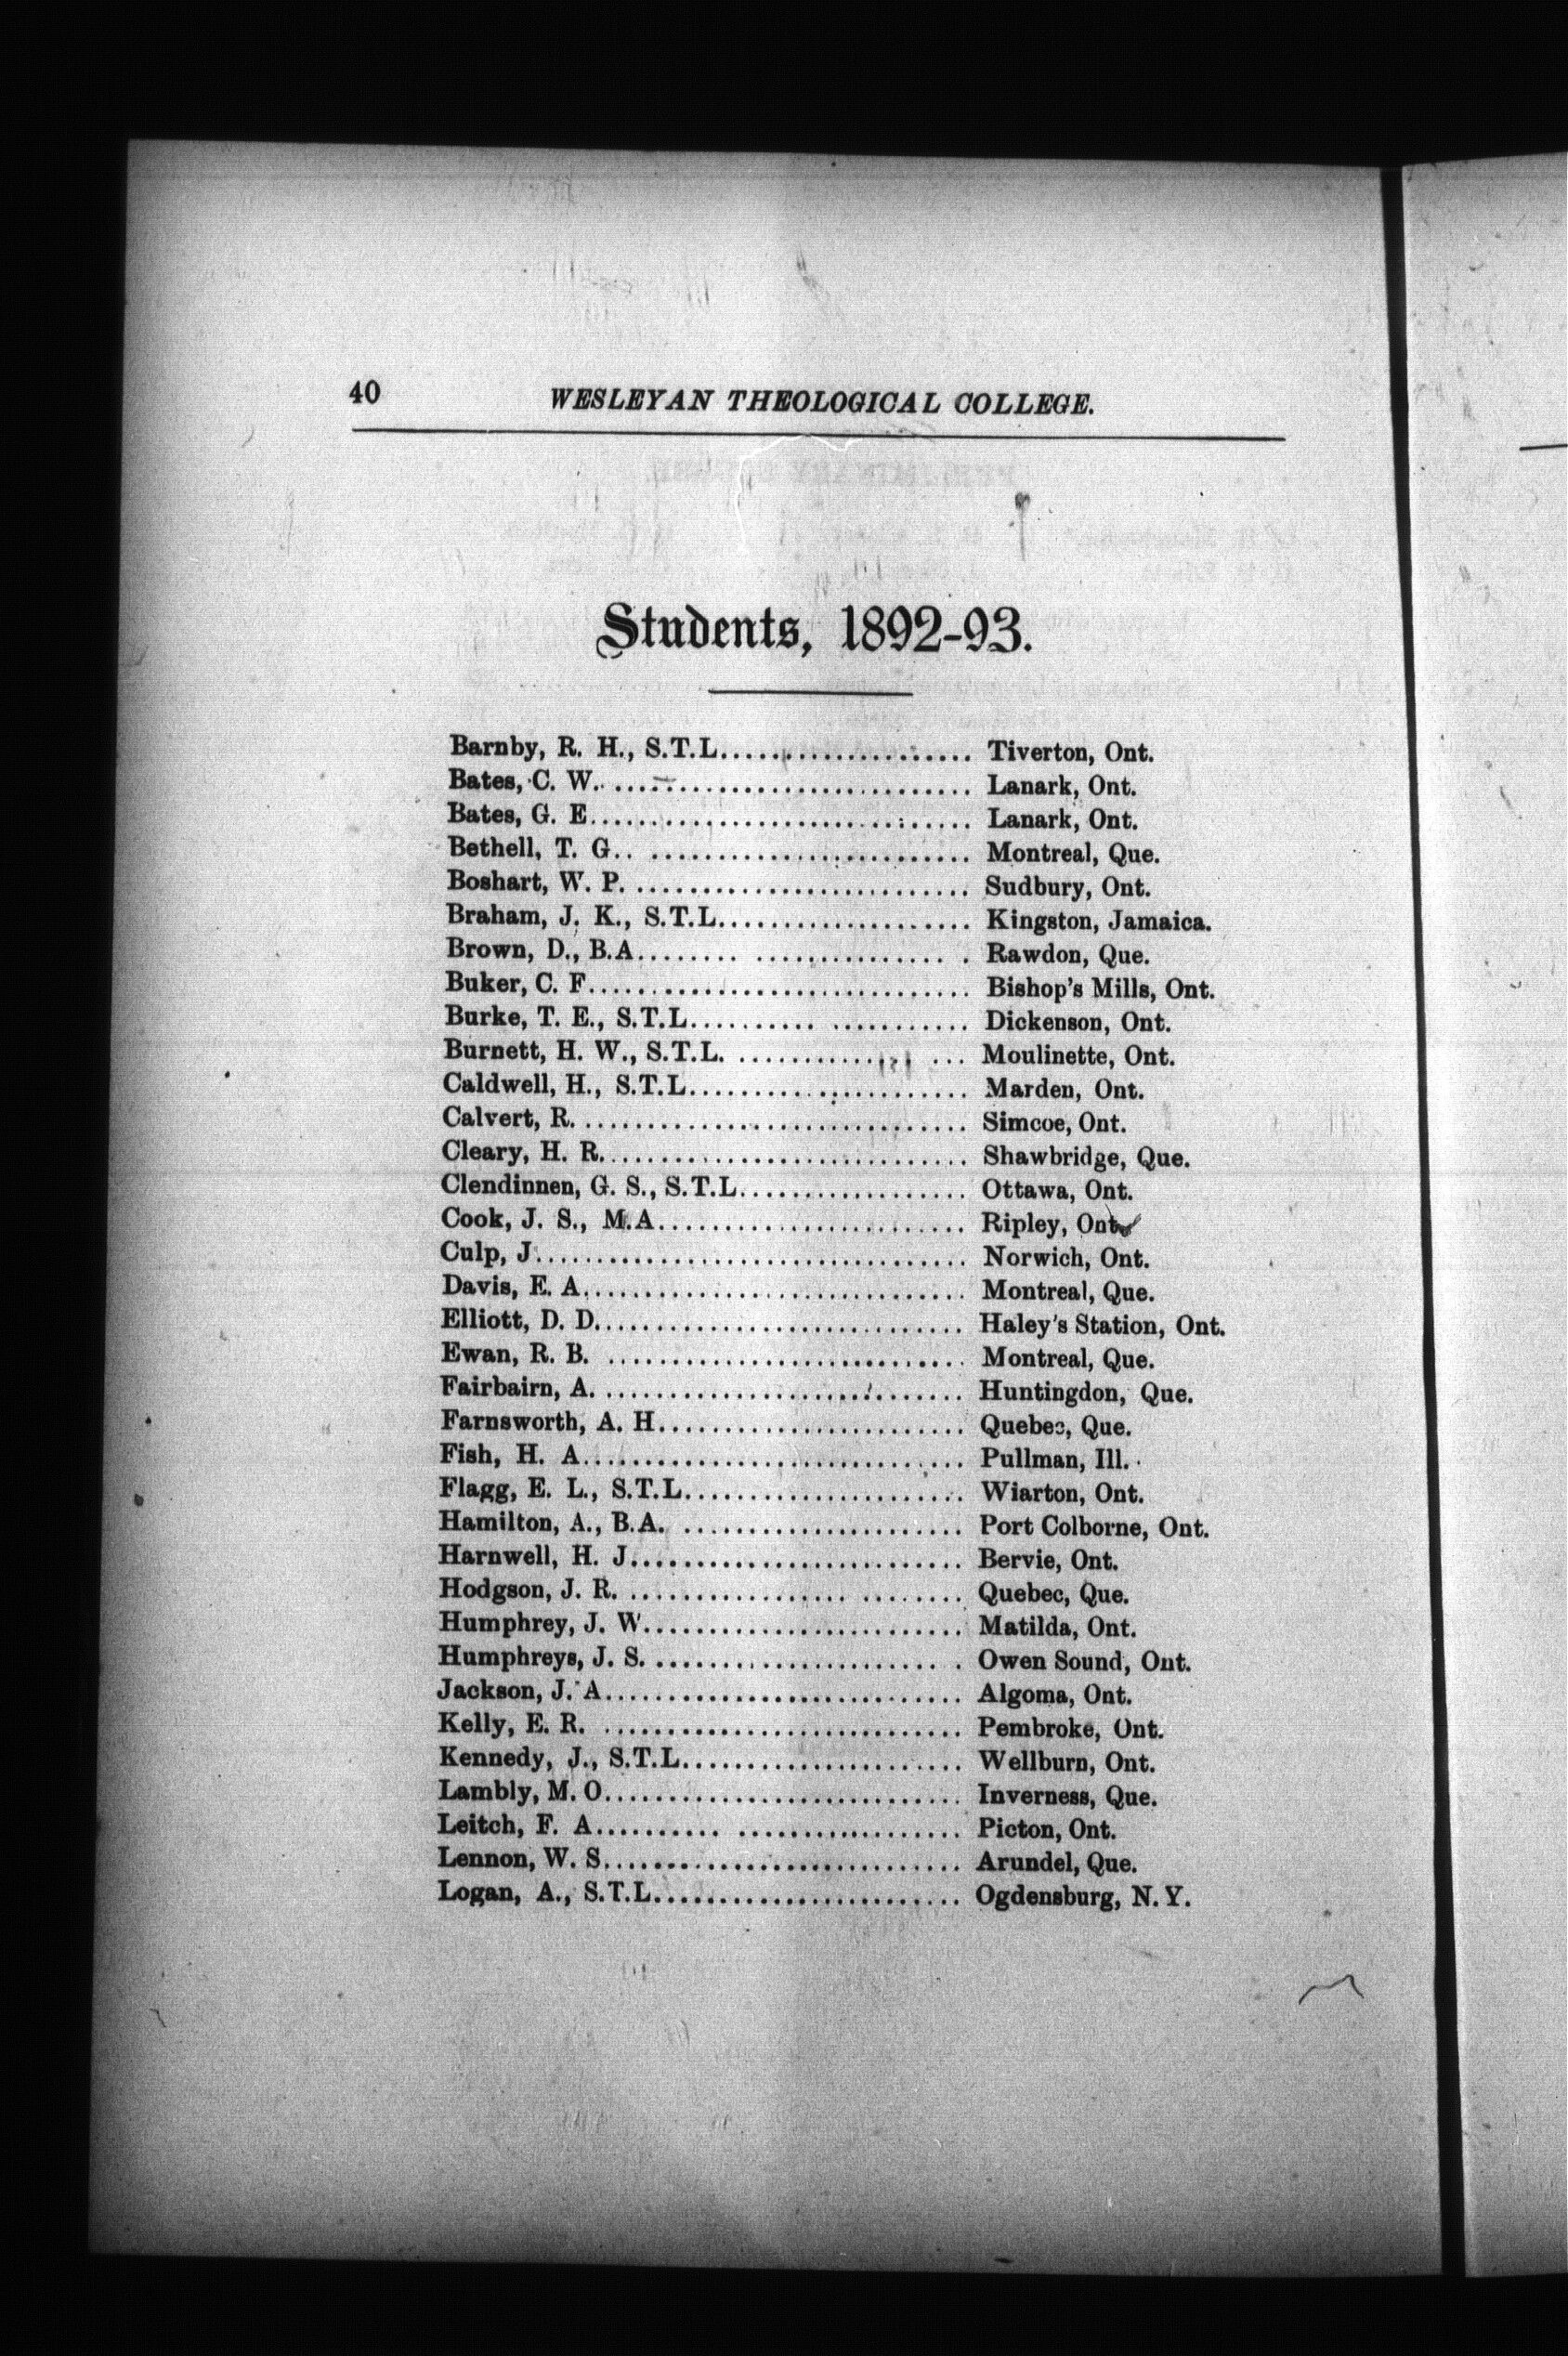 40
WESLEYAN THEOLOGICAL COLLEGE.
Students, 1892-93.
Barnby, R. H., S.T.L.................... Tiverton, Ont.
Bates, C. W. ............................ Lanark, Ont.
Bates, G. E............................. Lanark, Ont.
Bethell, T. G.. ......................... Montreal, Que.
Boshart, W. P. .......................... Sudbury, Ont.
Braham, J. K., S.T.L.................... Kingston, Jamaica.
Brown, D., B.A........ ............... . Rawdon, Que.
Buker, C. F............................. Bishop's Mills, Ont.
Burke, T. E., S.T.L.......... ........... Dickenson, Ont.
Burnett, H. W., S.T.L. ............. ... Moulinette, Ont.
Caldwell, H., S.T.L...................... Marden, Ont.
Calvert, R. .............................. Simcoe, Ont.
Cleary, H. R............................. Shawbridge, Que.
Clendinnen, G. S., S.T.L.................. Ottawa, Ont.
Cook, J. S., M.A........................ Ripley, Ont.
Culp, J................................. Norwich, Ont.
Davis, E. A............................. Montreal, Que.
Elliott, D. D............................ Haley's Station, Ont.
Ewan, R. B. ............................ Montreal, Que.
Fairbairn, A. ............................ Huntingdon, Que.
Farnsworth, A. H........................ Quebec, Que.
Fish, H. A.............................. Pullman, Ill.
Flagg, E. L., S.T.L...................... Wiarton, Ont.
Hamilton, A., B.A. ...................... Port Colborne, Ont.
Harnwell, H. J.......................... Bervie, Ont.
Hodgson, J. R. ................. ........ Quebec, Que.
Humphrey, J. W......................... Matilda, Ont.
Humphreys, J. S. ........................ Owen Sound, Ont.
Jackson, J. A............................ Algoma, Ont.
Kelly, E. R. ............................ Pembroke, Ont.
Kennedy, J., S.T.L...................... Wellburn, Ont.
Lambly, M. O............................ Inverness, Que.
Leitch, F. A.......... .................. Picton, Ont.
Lennon, W. S............................ Arundel, Que.
Logan, A., S.T.L........................ Ogdensburg, N. Y.